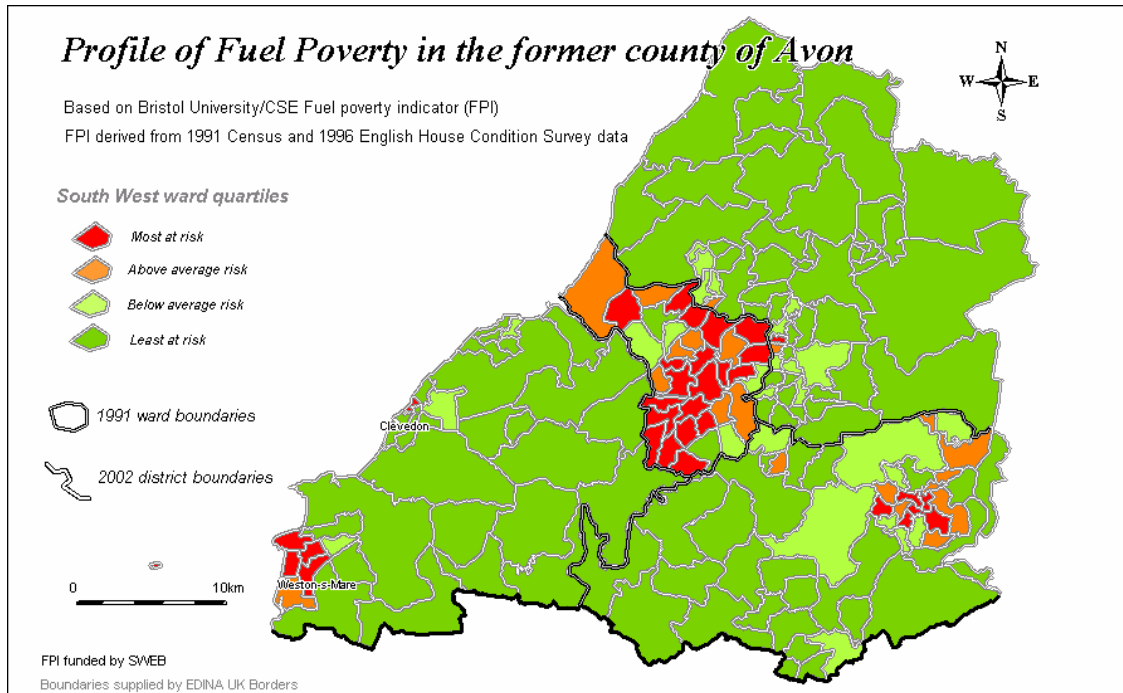 Profile of Fuel Poverty in the former county of Avon
Based on Bristol University/CSE Fuel poverty indicator (FPI)
FPI derived from 1991 Census and 1996 English House Condition Survey data
N
W E
S
South West ward quartiles
Most at risk
Above average risk
Below average risk
Least at risk
1991 ward boundaries
2002 district boundaries
Clevedon
Weston-s-Mare
0 10km
FPI funded by SWEB
Boundaries supplied by EDINA UK Borders